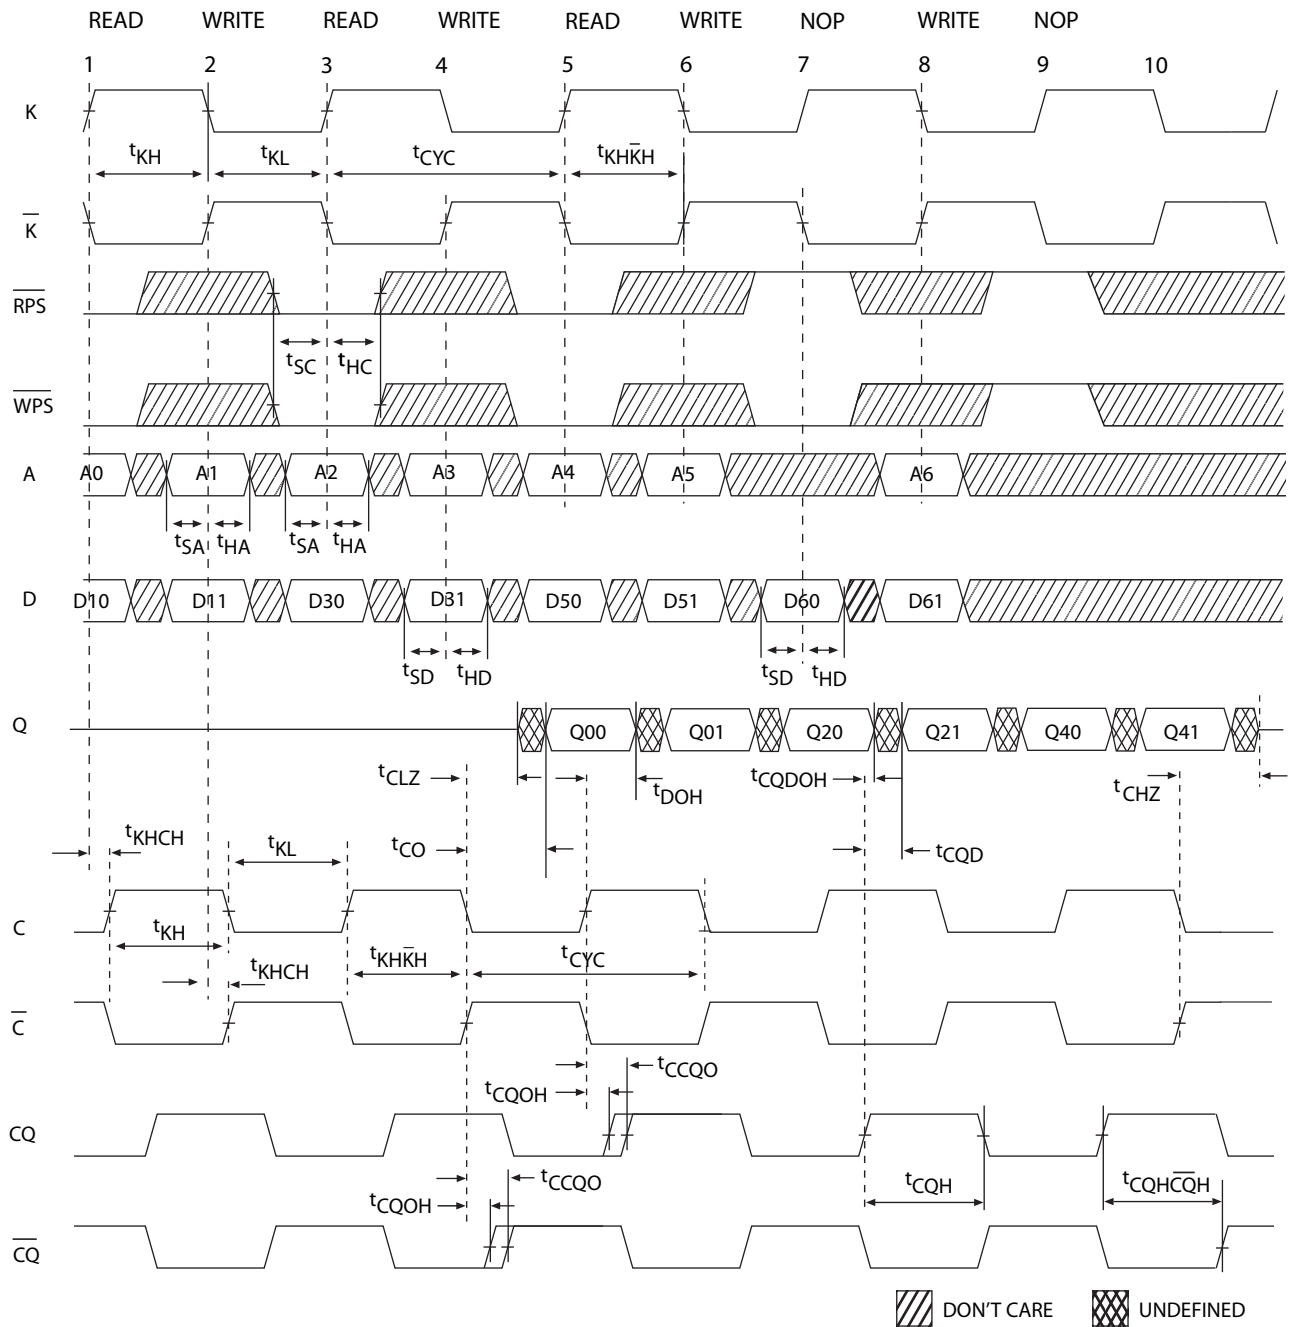 READ WRITE READ WRITE READ WRITE NOP WRITE NOP
1 2 3 4 5 6 7 8 9 10
K
tKH tKL tCYC tKHK̅H
K̅
R̅P̅S̅
tSC tHC
W̅P̅S̅
A A0 A1 A2 A3 A4 A5 A6
tSA tHA tSA tHA
D D10 D11 D30 D31 D50 D51 D60 D61
tSD tHD tSD tHD
Q Q00 Q01 Q20 Q21 Q40 Q41
tCLZ tDOH tCQDOH tCHZ
tKHCH tKL tCO tCQD
C
tKH tKHK̅H tCYC
tKHCH
C̅
tCCQO
tCQOH
CQ
tCCQO tCQH tCQHC̅Q̅H
tCQOH
C̅Q̅
DON'T CARE UNDEFINED